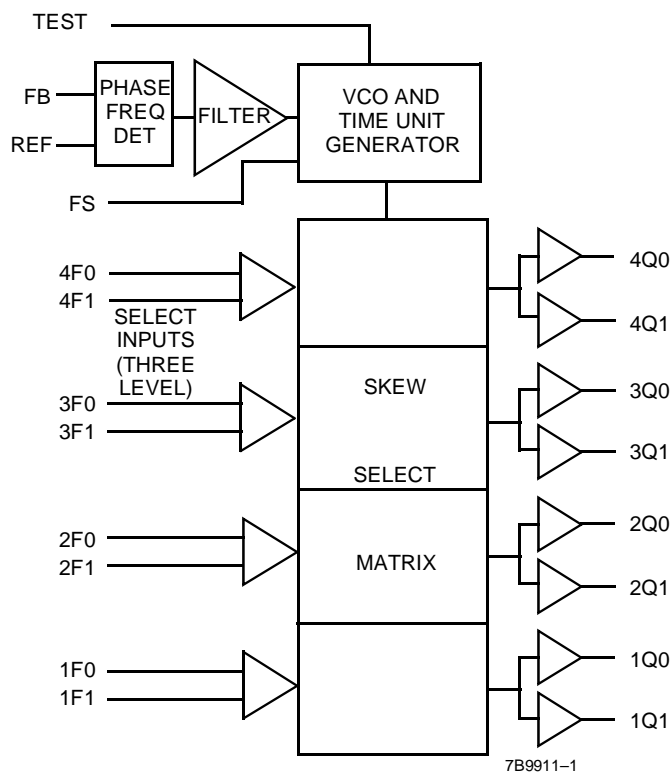 TEST
FB
REF
PHASE
FREQ
DET
FILTER
VCO AND
TIME UNIT
GENERATOR
FS
4F0
4F1
SELECT
INPUTS
(THREE
LEVEL)
3F0
3F1
2F0
2F1
1F0
1F1
SKEW
SELECT
MATRIX
4Q0
4Q1
3Q0
3Q1
2Q0
2Q1
1Q0
1Q1
7B9911–1